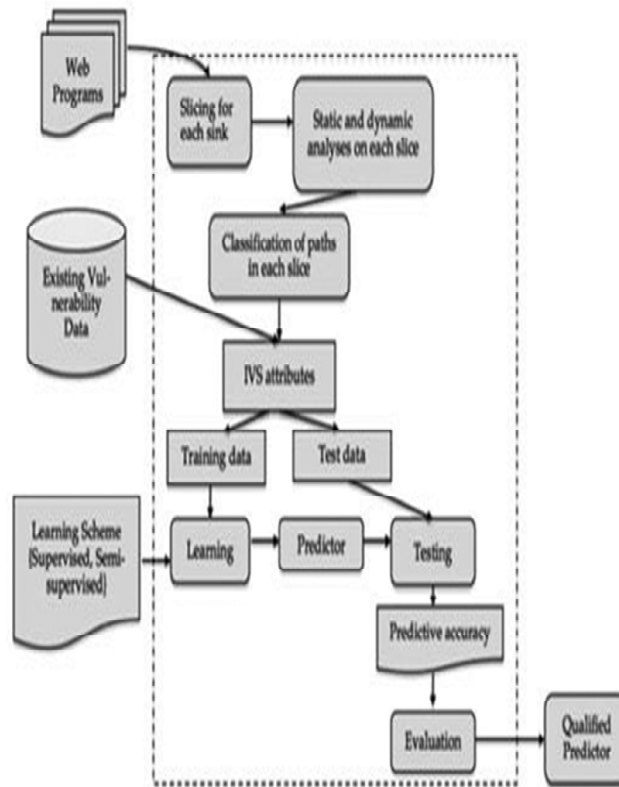 Web
Programs
Slicing for
each sink
Static and dynamic
analyses on each slice
Classification of paths
in each slice
Existing Vul-
nerability
Data
IVS attributes
Training data
Test data
Learning Scheme
{Supervised, Semi-
supervised}
Learning
Predictor
Testing
Predictive accuracy
Evaluation
Qualified
Predictor